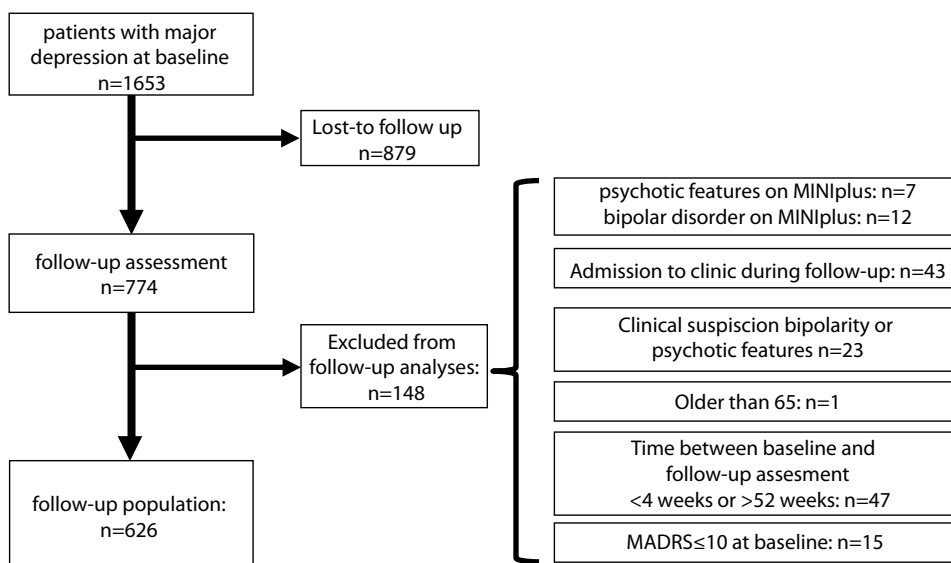 patients with major
depression at baseline
n=1653
Lost-to follow up
n=879
follow-up assessment
n=774
Excluded from
follow-up analyses:
n=148
follow-up population:
n=626
psychotic features on MINIplus: n=7
bipolar disorder on MINIplus: n=12
Admission to clinic during follow-up: n=43
Clinical suspiscion bipolarity or
psychotic features n=23
Older than 65: n=1
Time between baseline and
follow-up assesment
<4 weeks or >52 weeks: n=47
MADRS≤10 at baseline: n=15